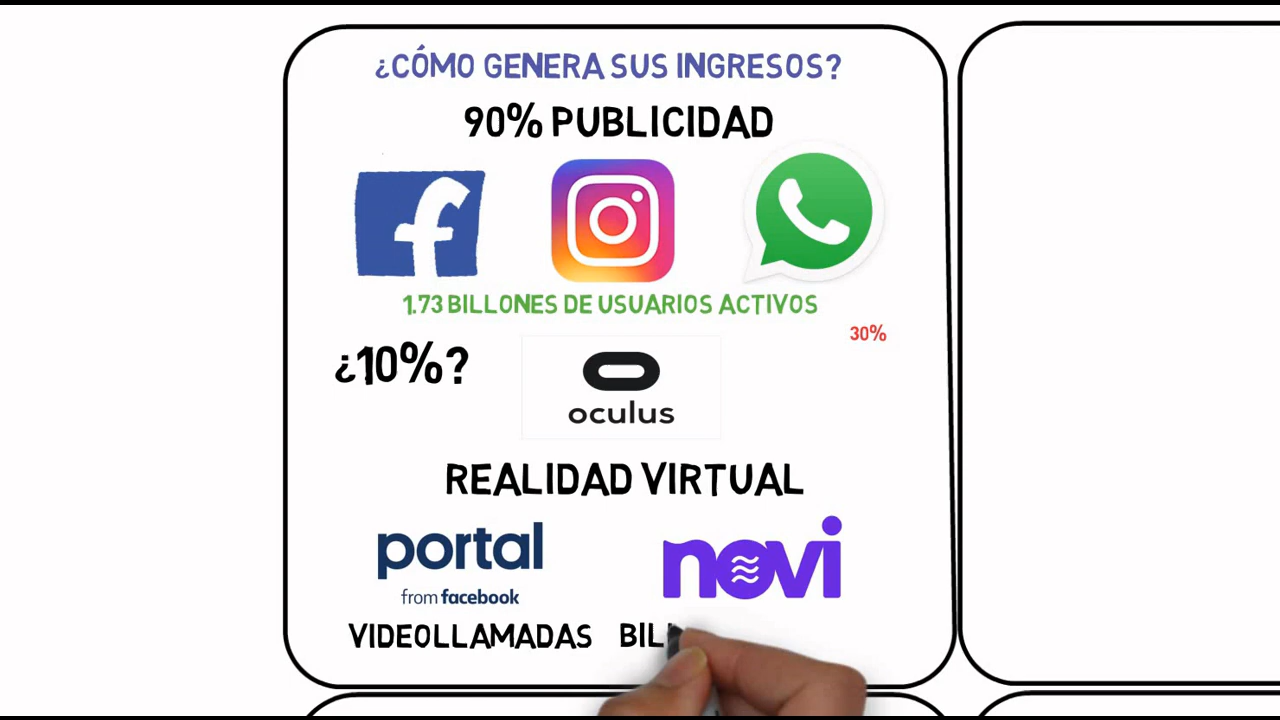 ¿CÓMO GENERA SUS INGRESOS?
90% PUBLICIDAD
1.73 BILLONES DE USUARIOS ACTIVOS
30%
¿10%?
oculus
REALIDAD VIRTUAL
portal
from facebook
novi
VIDEOLLAMADAS BIL